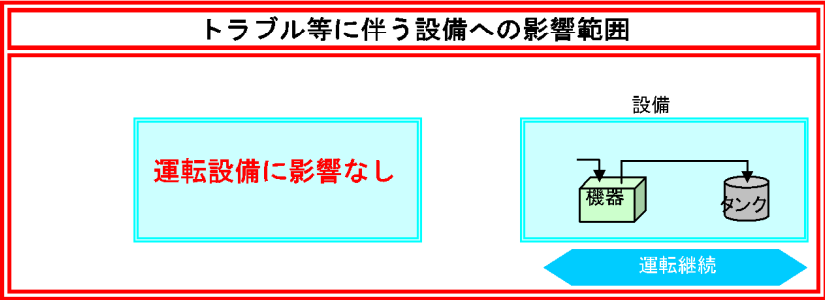 トラブル等に伴う設備への影響範囲
設備
運転設備に影響なし
機器
タンク
運転継続